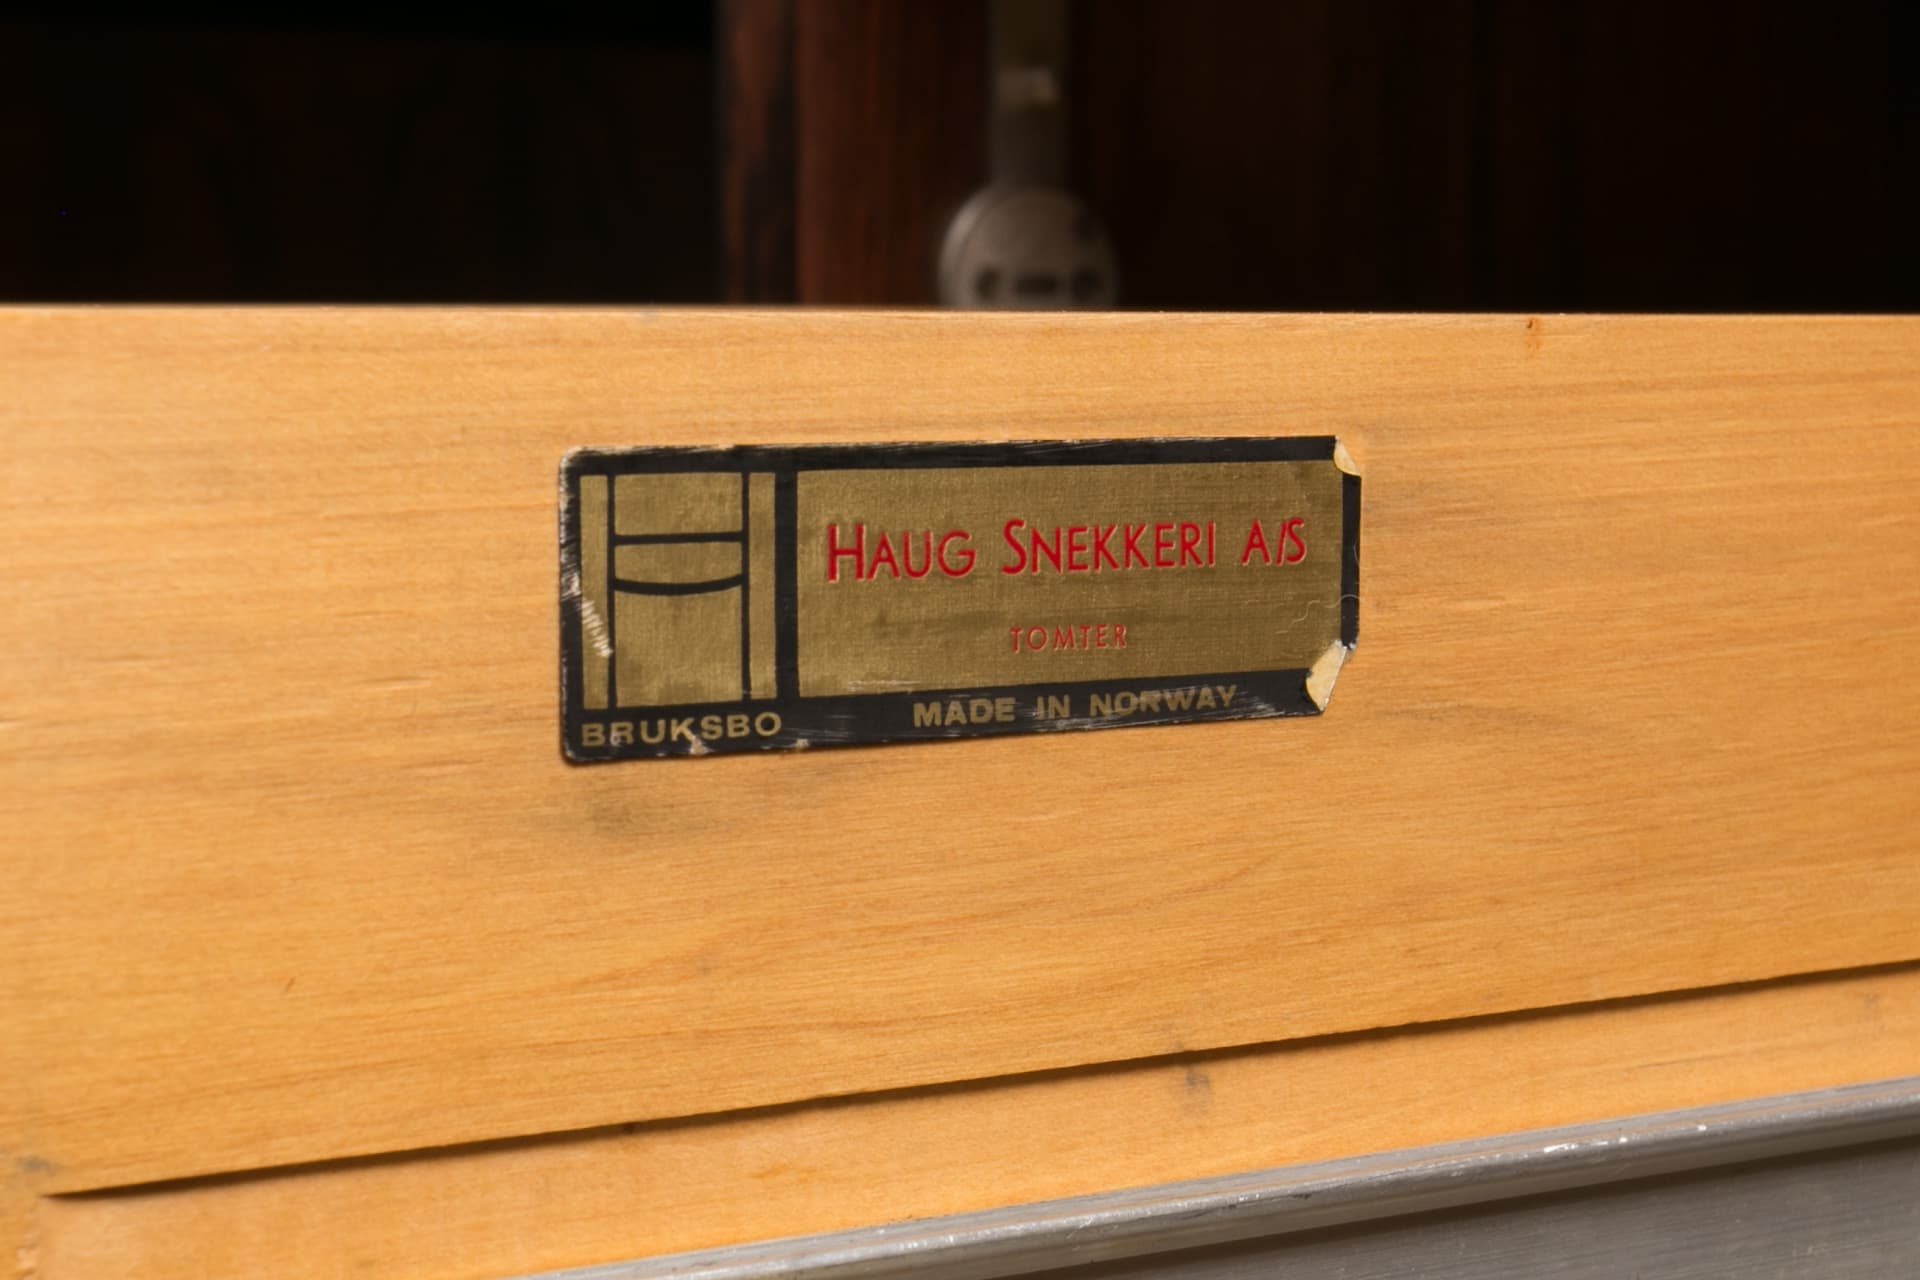 HAUG SNEKKERI A/S
TOMTER
MADE IN NORWAY
BRUKSBO